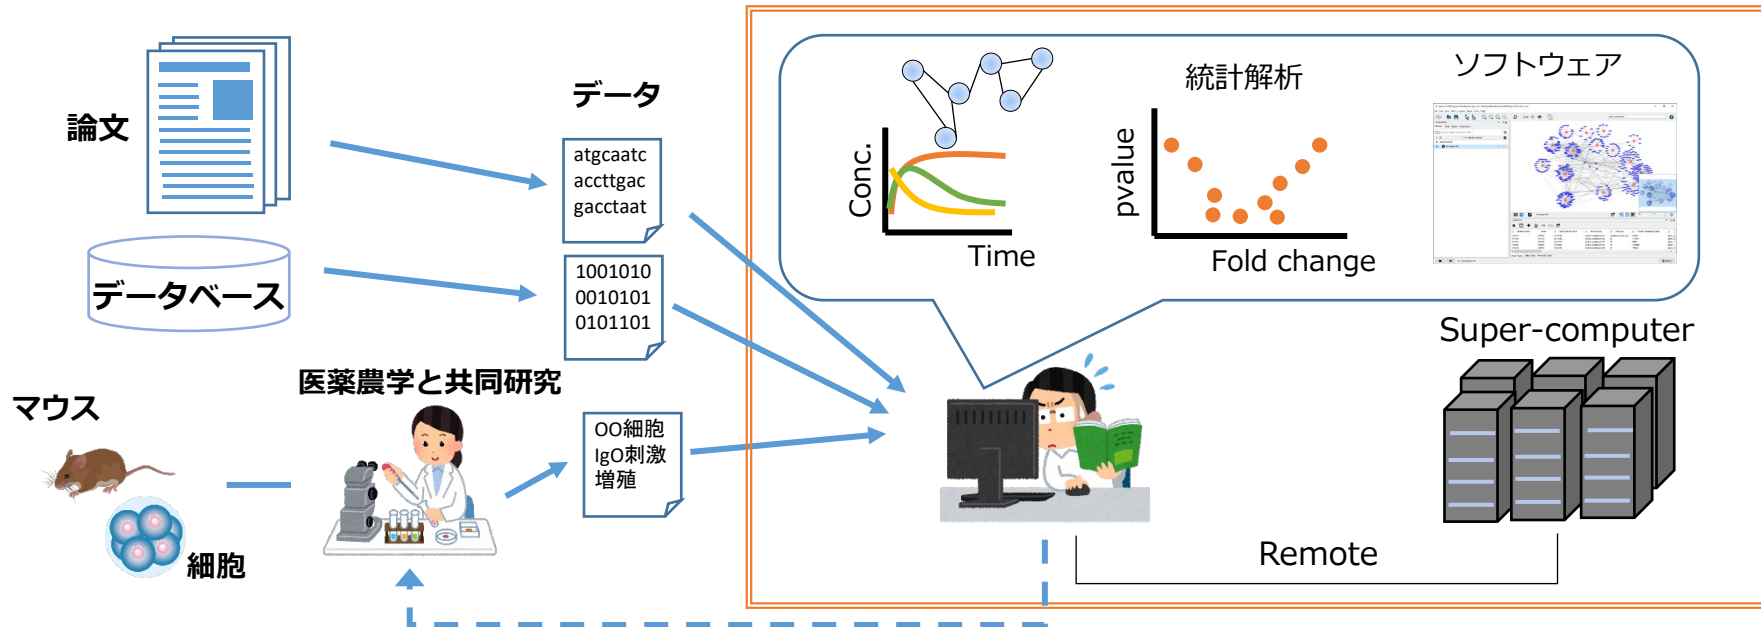 論文
データベース
マウス
細胞
医薬農学と共同研究
データ
atgcaatc
accttgac
gacctaat
1001010
0010101
0101101
OO細胞
IgO刺激
増殖
Conc.
Time
統計解析
pvalue
Fold change
ソフトウェア
Super-computer
Remote